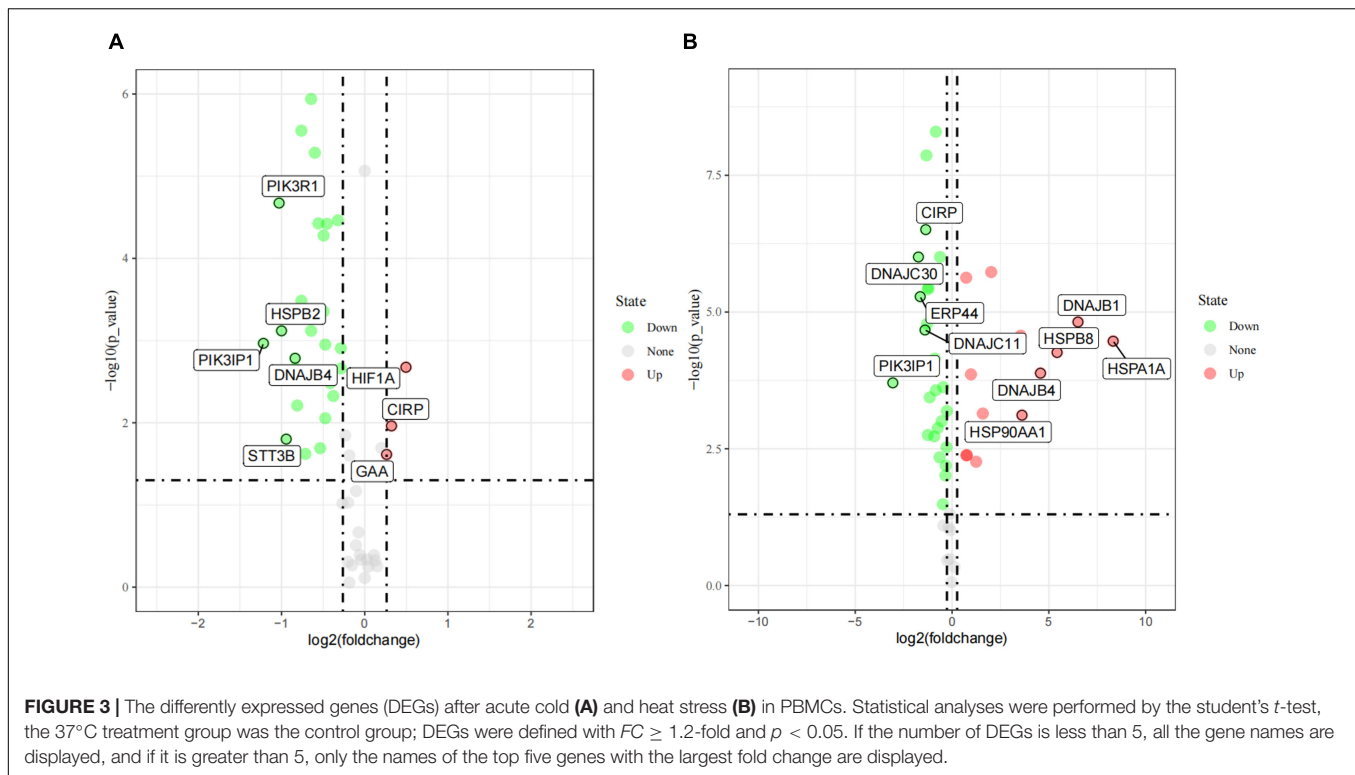 A
B
6
4
2
0
−2
−1
0
1
2
−log10(p_value)
log2(foldchange)
PIK3R1
HSPB2
PIK3IP1
DNAJB4
HIF1A
CIRP
STT3B
GAA
State
Down
None
Up
7.5
5.0
2.5
0.0
−10
−5
0
5
10
−log10(p_value)
log2(foldchange)
CIRP
DNAJC30
ERP44
DNAJC11
PIK3IP1
DNAJB1
HSPB8
HSPA1A
DNAJB4
HSP90AA1
State
Down
None
Up
FIGURE 3 | The differently expressed genes (DEGs) after acute cold (A) and heat stress (B) in PBMCs. Statistical analyses were performed by the student's t-test,
the 37°C treatment group was the control group; DEGs were defined with FC ≥ 1.2-fold and p < 0.05. If the number of DEGs is less than 5, all the gene names are
displayed, and if it is greater than 5, only the names of the top five genes with the largest fold change are displayed.